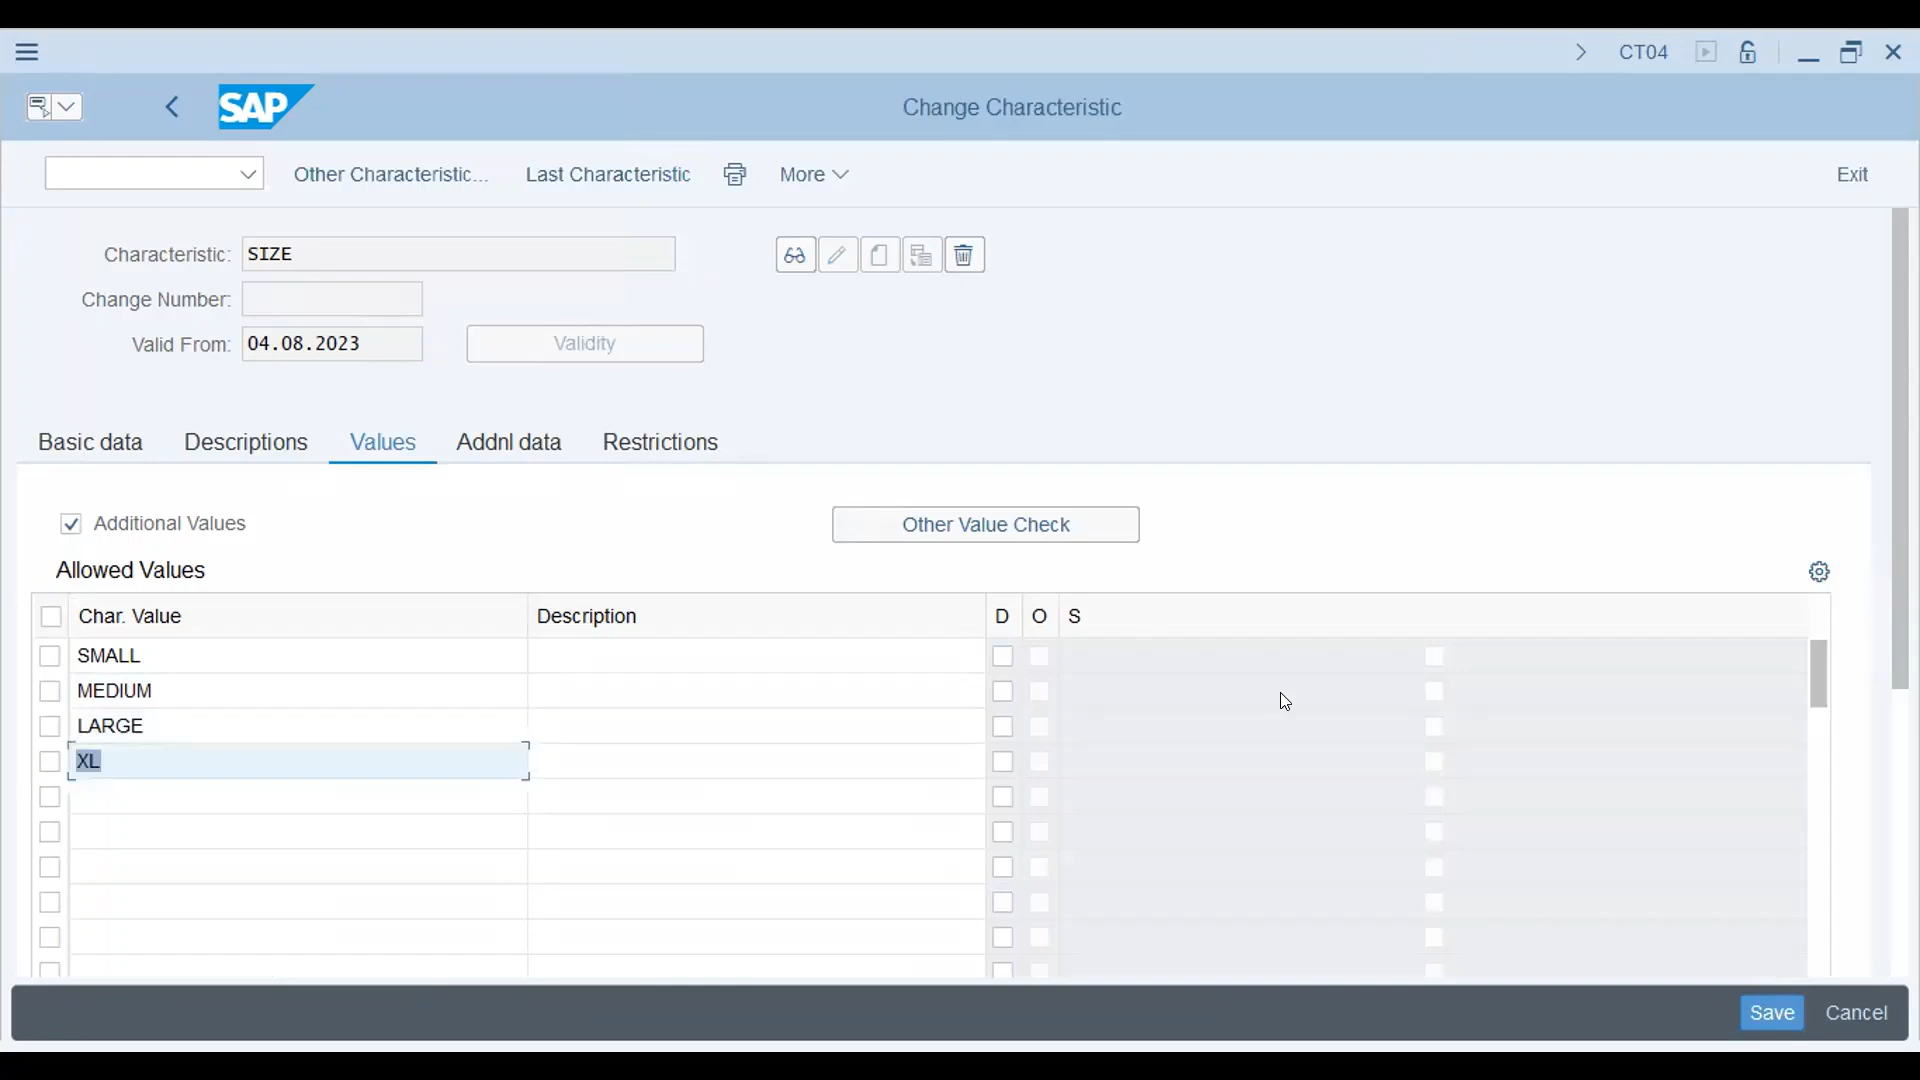 CT04
SAP
Change Characteristic
Other Characteristic... Last Characteristic More Exit
Characteristic: SIZE
Change Number:
Valid From: 04.08.2023 Validity
Basic data Descriptions Values Addnl data Restrictions
Additional Values Other Value Check
Allowed Values
Char. Value Description D O S
SMALL
MEDIUM
LARGE
XL
Save Cancel